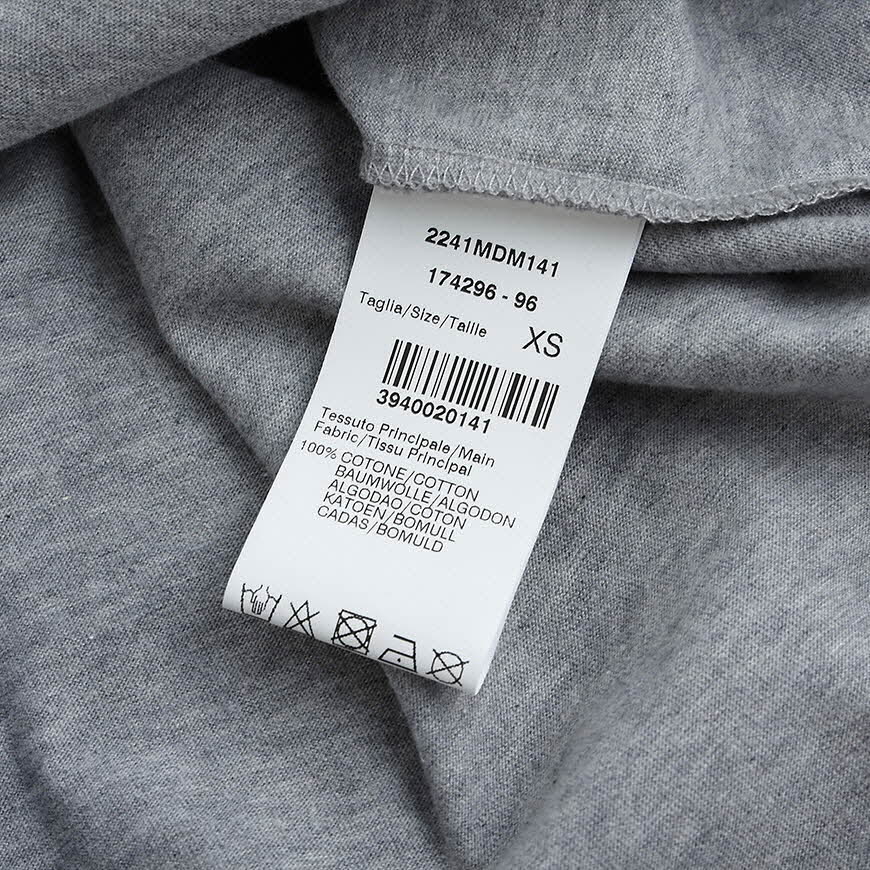 2241MDM141
174296 - 96
Taglia/Size/Taille XS
3940020141
Tessuto Principale/Main
Fabric/Tissu Principal
100% COTONE/COTTON
BAUMWOLLE/ALGODON
ALGODAO/COTON
KATOEN/BOMULL
CADAS/BOMULD